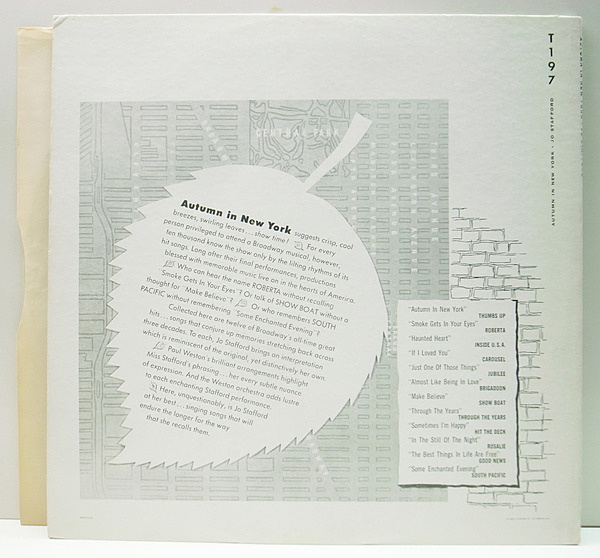 T197
AUTUMN IN NEW YORK • JO STAFFORD
CENTRAL PARK
Autumn in New York suggests crisp, cool
breezes, swirling leaves...show time! For every
person privileged to attend a Broadway musical, however,
ten thousand know the show only by the lilting rhythms of its
hit songs. Long after their final performances, productions
blessed with memorable music live on in the hearts of America.
Who can hear the name ROBERTA without recalling
"Smoke Gets In Your Eyes"? Or talk of SHOW BOAT without a
thought for "Make Believe"? Or who remembers SOUTH
PACIFIC without remembering "Some Enchanted Evening"?
Collected here are twelve of Broadway's all-time great
hits...songs that conjure up memories stretching back across
three decades. To each, Jo Stafford brings an interpretation
which is reminiscent of the original, yet distinctively her own.
Paul Weston's brilliant arrangements highlight
Miss Stafford's phrasing...her every subtle nuance
of expression. And the Weston orchestra adds lustre
to each enchanting Stafford performance.
Here, unquestionably, is Jo Stafford
at her best...singing songs that will
endure the longer for the way
that she recalls them.
"Autumn In New York"
THUMBS UP
"Smoke Gets In Your Eyes"
ROBERTA
"Haunted Heart"
INSIDE U.S.A.
"If I Loved You"
CAROUSEL
"Just One Of Those Things"
JUBILEE
"Almost Like Being In Love"
BRIGADOON
"Make Believe"
SHOW BOAT
"Through The Years"
THROUGH THE YEARS
"Sometimes I'm Happy"
HIT THE DECK
"In The Still Of The Night"
ROSALIE
"The Best Things In Life Are Free"
GOOD NEWS
"Some Enchanted Evening"
SOUTH PACIFIC